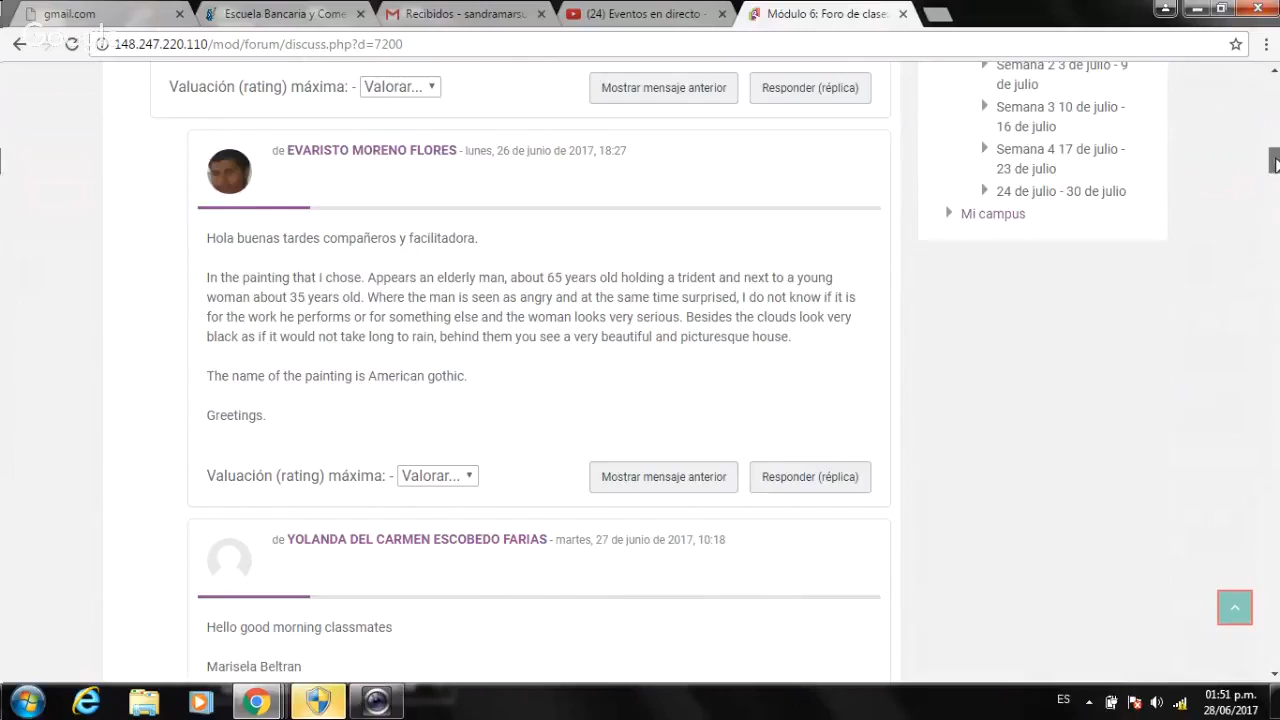 gmail.com
Escuela Bancaria y Come
Recibidos - sandramarsu
(24) Eventos en directo -
Módulo 6: Foro de clase:
148.247.220.110/mod/forum/discuss.php?d=7200
Valuación (rating) máxima: - Valorar...
Mostrar mensaje anterior
Responder (réplica)
Semana 2 3 de julio - 9
de julio
Semana 3 10 de julio -
16 de julio
Semana 4 17 de julio -
23 de julio
24 de julio - 30 de julio
Mi campus
de EVARISTO MORENO FLORES - lunes, 26 de junio de 2017, 18:27
Hola buenas tardes compañeros y facilitadora.
In the painting that I chose. Appears an elderly man, about 65 years old holding a trident and next to a young
woman about 35 years old. Where the man is seen as angry and at the same time surprised, I do not know if it is
for the work he performs or for something else and the woman looks very serious. Besides the clouds look very
black as if it would not take long to rain, behind them you see a very beautiful and picturesque house.
The name of the painting is American gothic.
Greetings.
Valuación (rating) máxima: - Valorar...
Mostrar mensaje anterior
Responder (réplica)
de YOLANDA DEL CARMEN ESCOBEDO FARIAS - martes, 27 de junio de 2017, 10:18
Hello good morning classmates
Marisela Beltran
ES
01:51 p.m.
28/06/2017